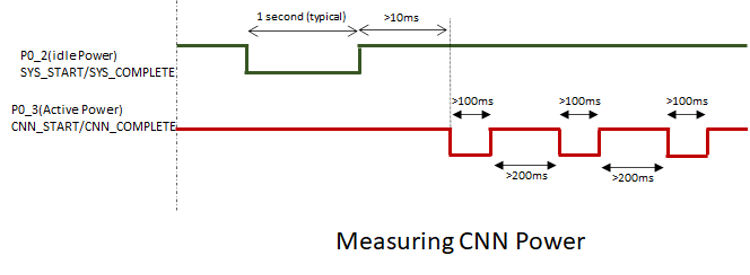 1 second (typical)
>10ms
P0_2(idle Power)
SYS_START/SYS_COMPLETE
P0_3(Active Power)
CNN_START/CNN_COMPLETE
>100ms
>100ms
>100ms
>200ms
>200ms
Measuring CNN Power